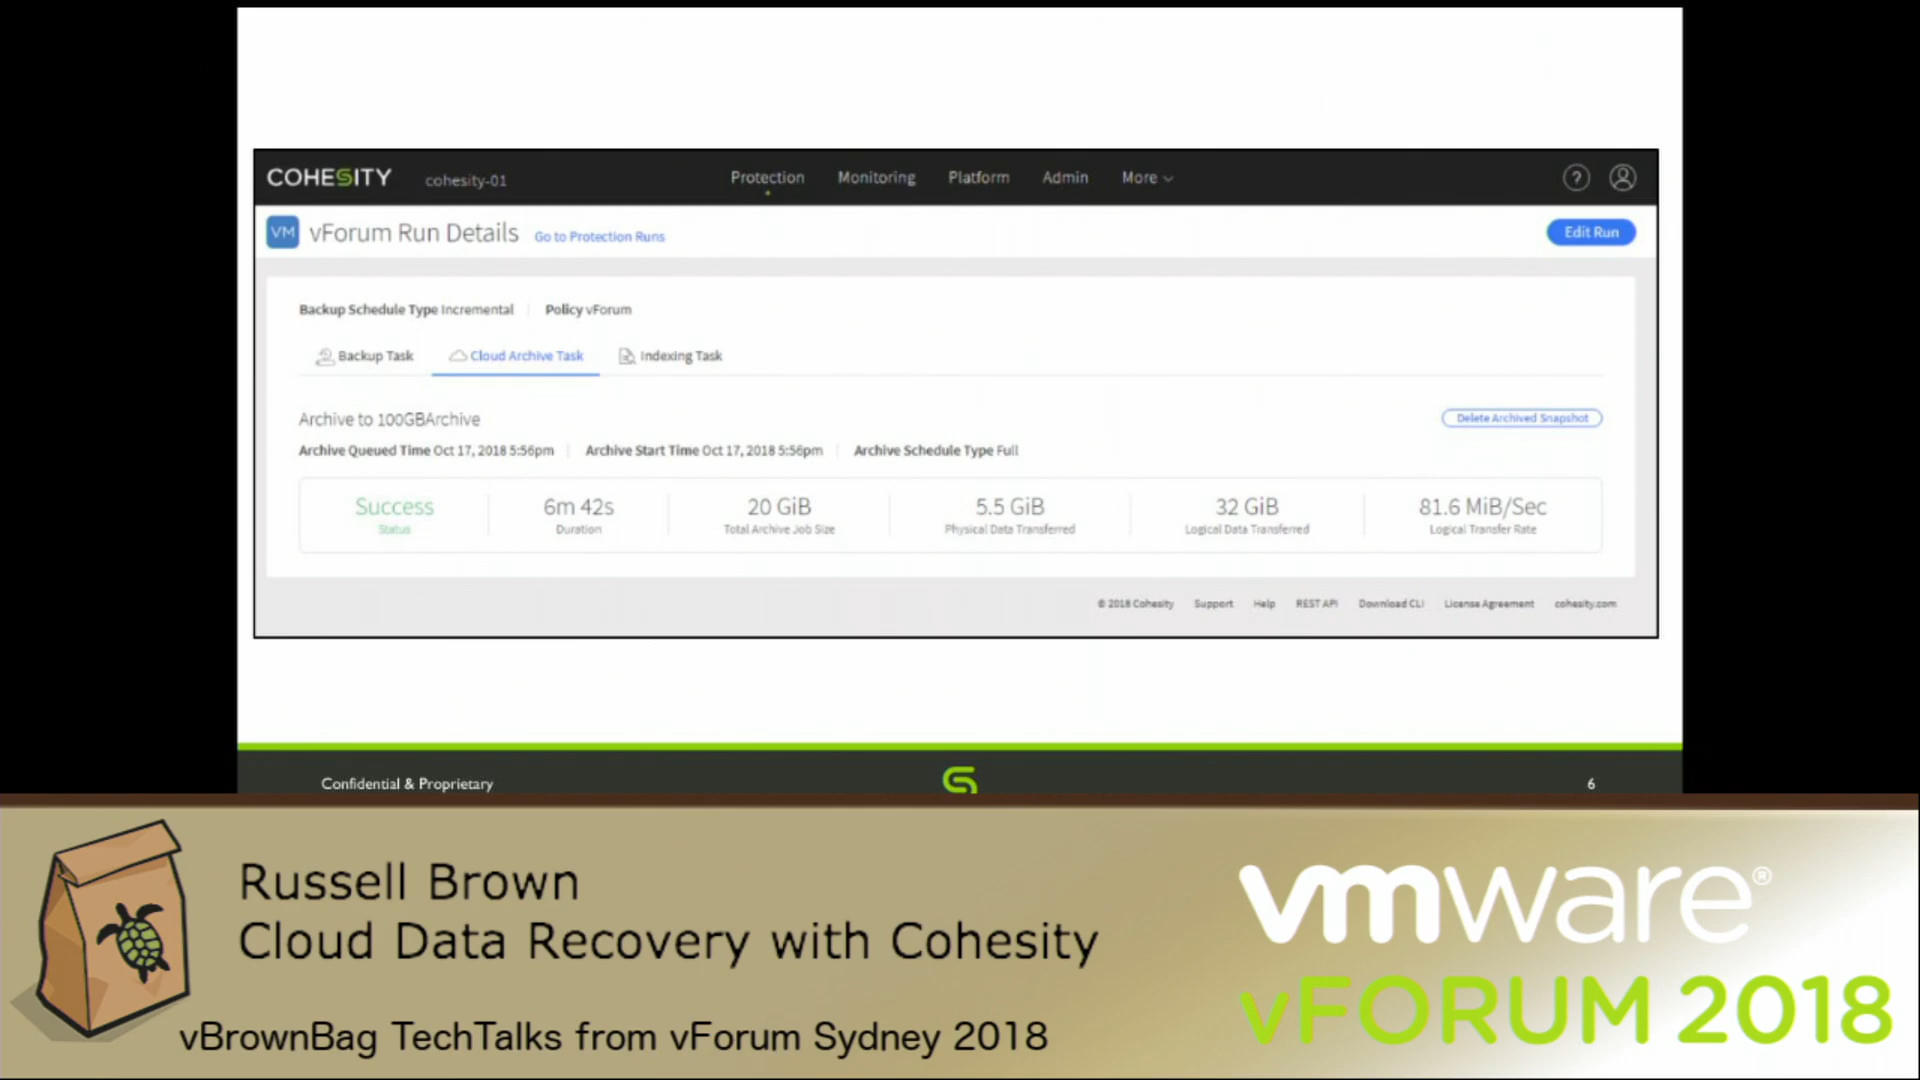 COHESITY cohesity-01 Protection Monitoring Platform Admin More ?
VM vForum Run Details Go to Protection Runs Edit Run
Backup Schedule Type Incremental Policy vForum
Backup Task Cloud Archive Task Indexing Task
Archive to 100GBArchive Delete Archived Snapshot
Archive Queued Time Oct 17, 2018 5:56pm Archive Start Time Oct 17, 2018 5:56pm Archive Schedule Type Full
Success 6m 42s 20 GiB 5.5 GiB 32 GiB 81.6 MiB/Sec
Status Duration Total Archive Job Size Physical Data Transferred Logical Data Transferred Logical Transfer Rate
© 2018 Cohesity Support Help REST API Download CLI License Agreement cohesity.com
Confidential & Proprietary 6
Russell Brown
Cloud Data Recovery with Cohesity
vBrownBag TechTalks from vForum Sydney 2018
vmware®
vFORUM 2018